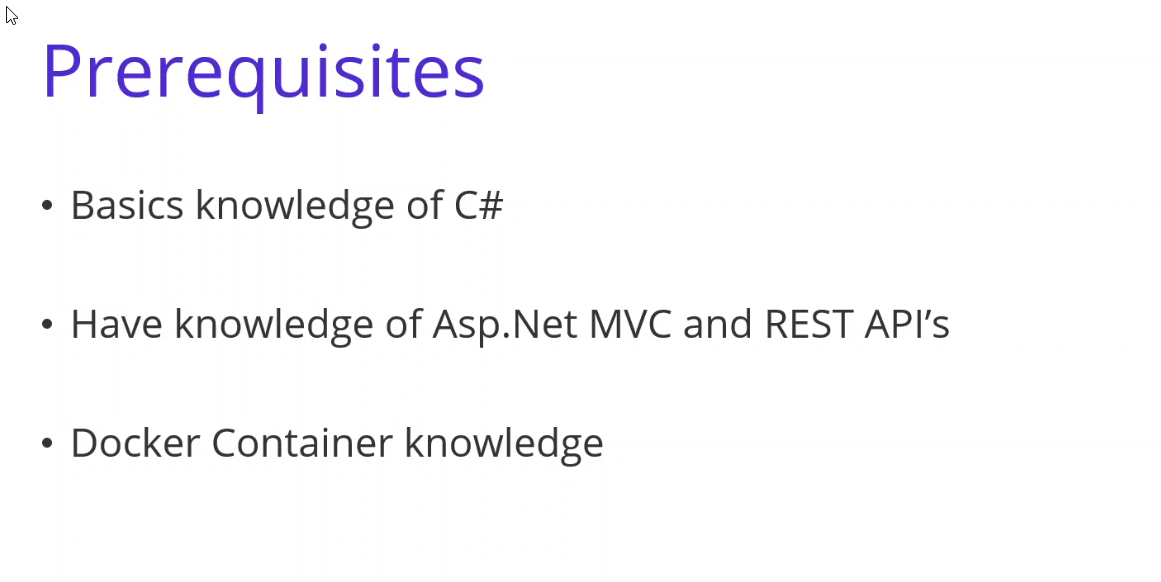 Prerequisites
• Basics knowledge of C#
• Have knowledge of Asp.Net MVC and REST API’s
• Docker Container knowledge